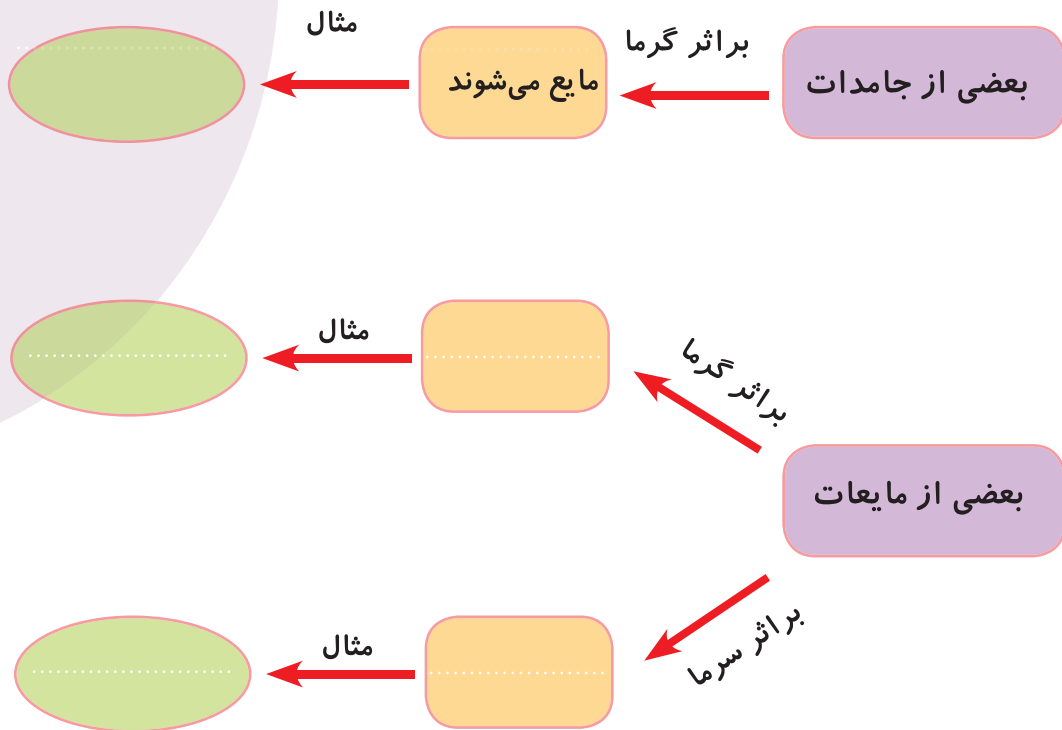 بعضی از جامدات
براثر گرما
مایع می‌شوند
مثال
بعضی از مایعات
براثر گرما
مثال
براثر سرما
مثال